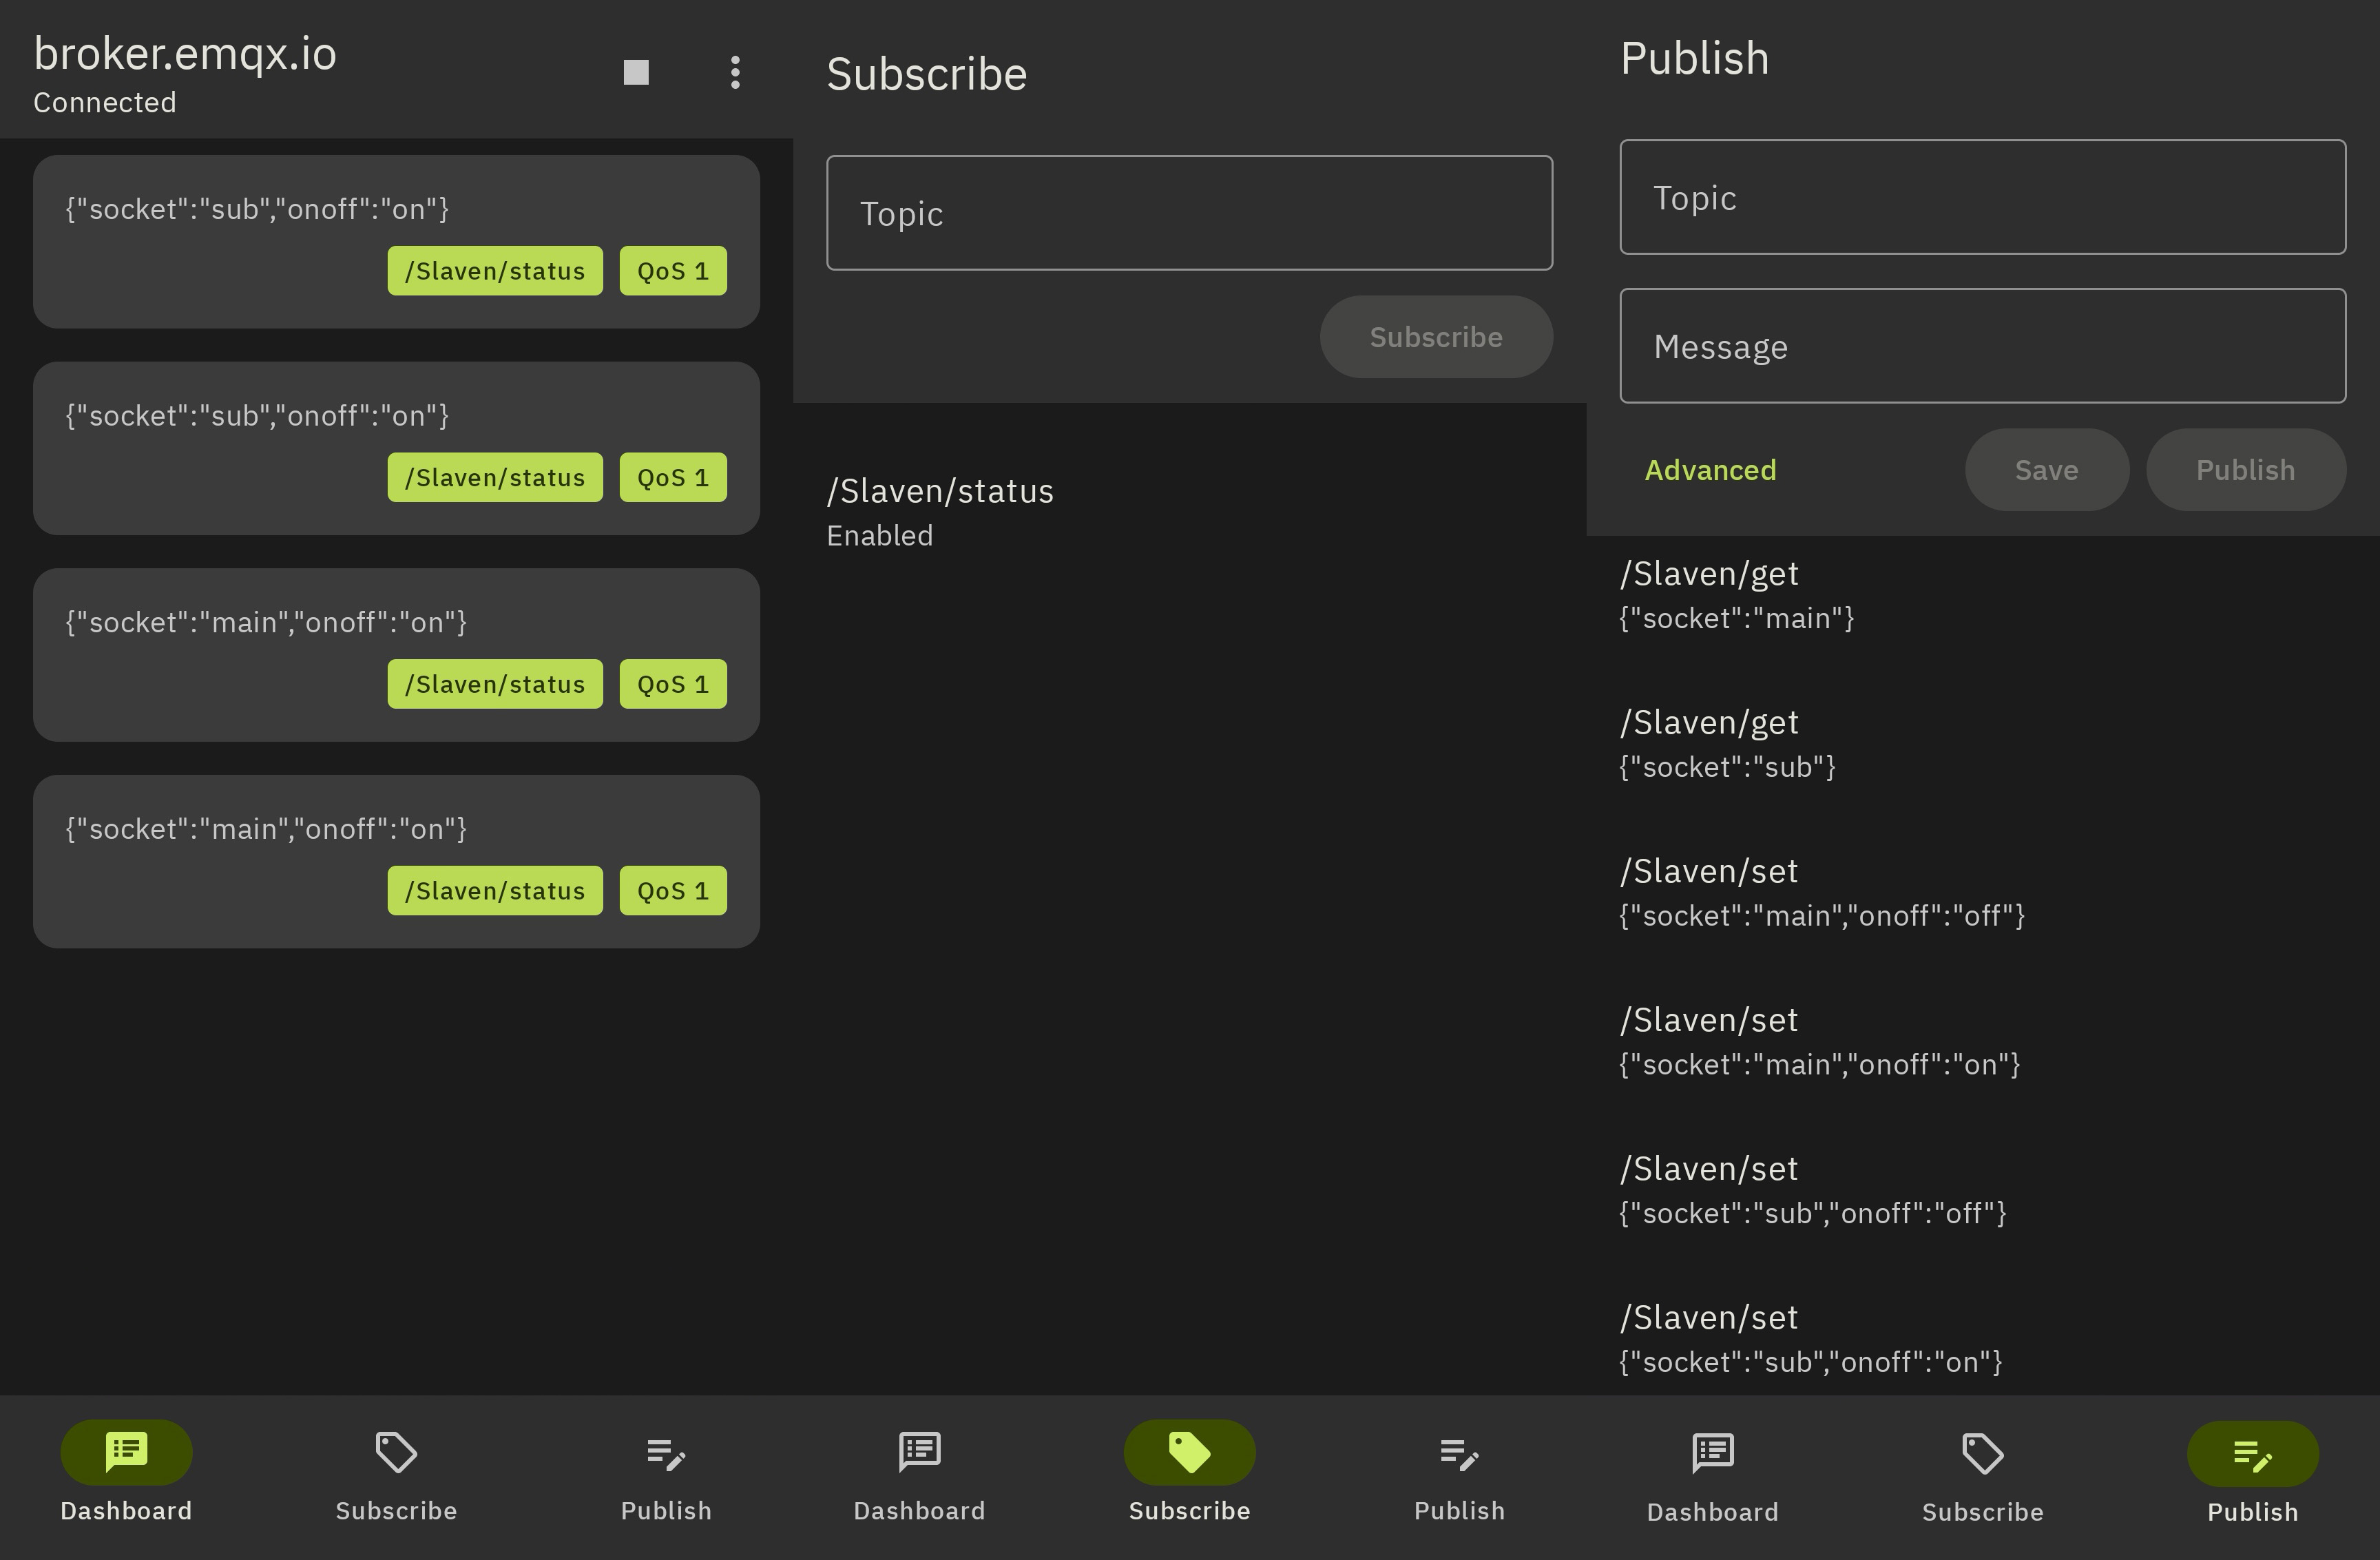 broker.emqx.io
Connected
{"socket":"sub","onoff":"on"}
/Slaven/status QoS 1
{"socket":"sub","onoff":"on"}
/Slaven/status QoS 1
{"socket":"main","onoff":"on"}
/Slaven/status QoS 1
{"socket":"main","onoff":"on"}
/Slaven/status QoS 1
Dashboard Subscribe Publish
Subscribe
Topic
Subscribe
/Slaven/status
Enabled
Dashboard Subscribe Publish
Publish
Topic
Message
Advanced Save Publish
/Slaven/get
{"socket":"main"}
/Slaven/get
{"socket":"sub"}
/Slaven/set
{"socket":"main","onoff":"off"}
/Slaven/set
{"socket":"main","onoff":"on"}
/Slaven/set
{"socket":"sub","onoff":"off"}
/Slaven/set
{"socket":"sub","onoff":"on"}
Dashboard Subscribe Publish